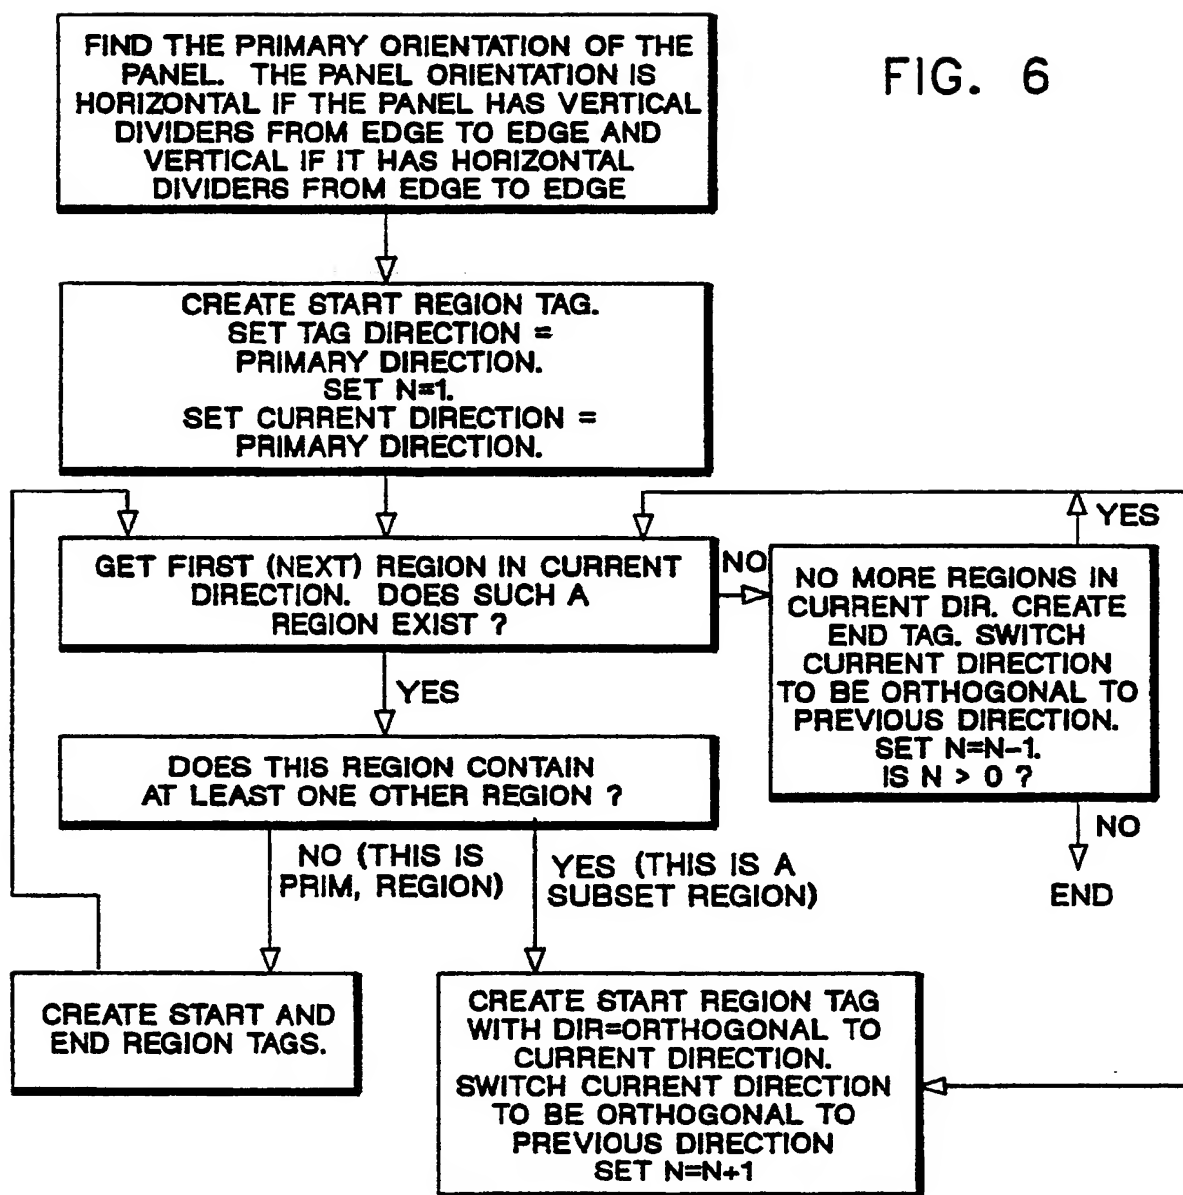 FIG. 6
FIND THE PRIMARY ORIENTATION OF THE
PANEL. THE PANEL ORIENTATION IS
HORIZONTAL IF THE PANEL HAS VERTICAL
DIVIDERS FROM EDGE TO EDGE AND
VERTICAL IF IT HAS HORIZONTAL
DIVIDERS FROM EDGE TO EDGE
CREATE START REGION TAG.
SET TAG DIRECTION =
PRIMARY DIRECTION.
SET N=1.
SET CURRENT DIRECTION =
PRIMARY DIRECTION.
GET FIRST (NEXT) REGION IN CURRENT
DIRECTION. DOES SUCH A
REGION EXIST ?
NO
YES
NO MORE REGIONS IN
CURRENT DIR. CREATE
END TAG. SWITCH
CURRENT DIRECTION
TO BE ORTHOGONAL TO
PREVIOUS DIRECTION.
SET N=N-1.
IS N > 0 ?
YES
NO
END
DOES THIS REGION CONTAIN
AT LEAST ONE OTHER REGION ?
NO (THIS IS
PRIM, REGION)
YES (THIS IS A
SUBSET REGION)
CREATE START AND
END REGION TAGS.
CREATE START REGION TAG
WITH DIR=ORTHOGONAL TO
CURRENT DIRECTION.
SWITCH CURRENT DIRECTION
TO BE ORTHOGONAL TO
PREVIOUS DIRECTION
SET N=N+1